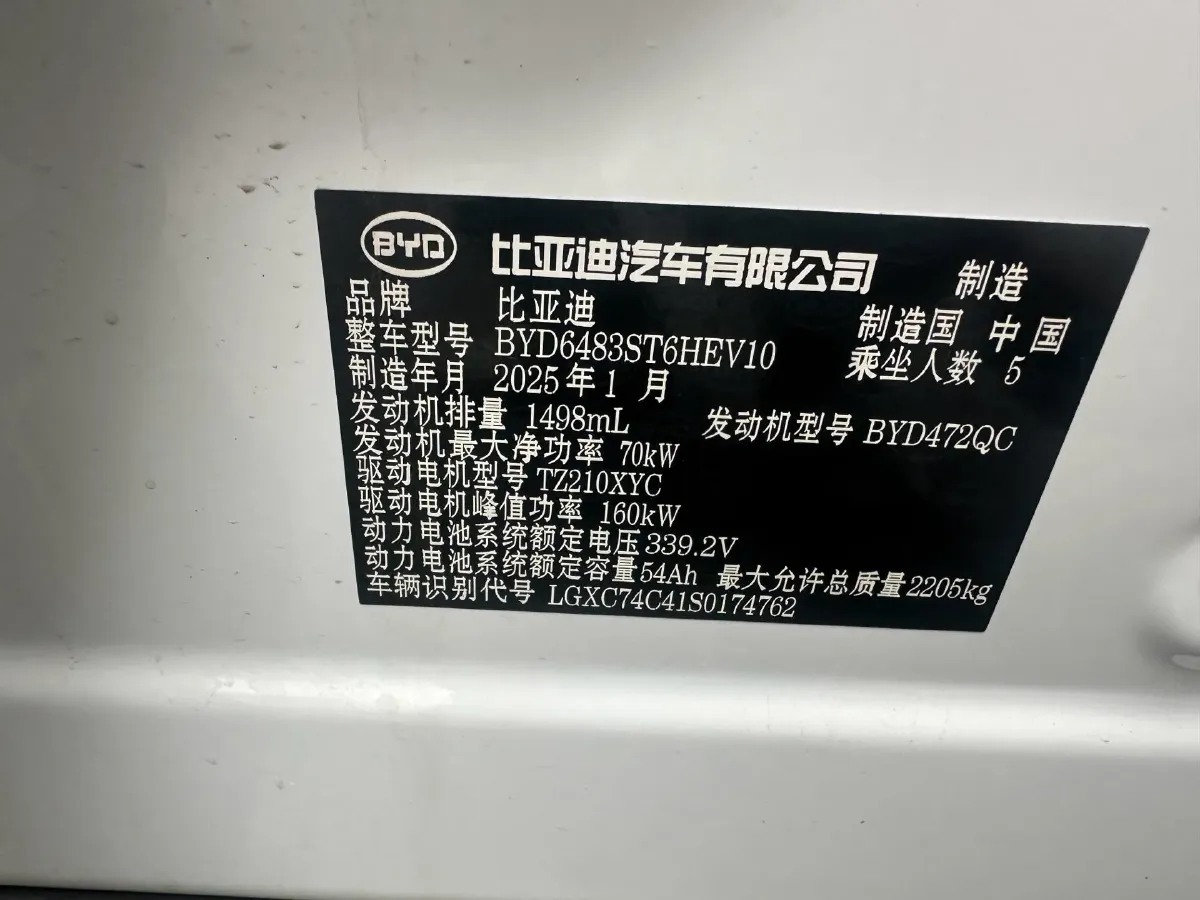 BYD 比亚迪汽车有限公司 制造
品牌 比亚迪 制造国 中国
整车型号 BYD6483ST6HEV10 乘坐人数 5
制造年月 2025年1月
发动机排量 1498mL 发动机型号 BYD472QC
发动机最大净功率 70kW
驱动电机型号 TZ210XYC
驱动电机峰值功率 160kW
动力电池系统额定电压 339.2V
动力电池系统额定容量 54Ah 最大允许总质量 2205kg
车辆识别代号 LGXC74C41S0174762